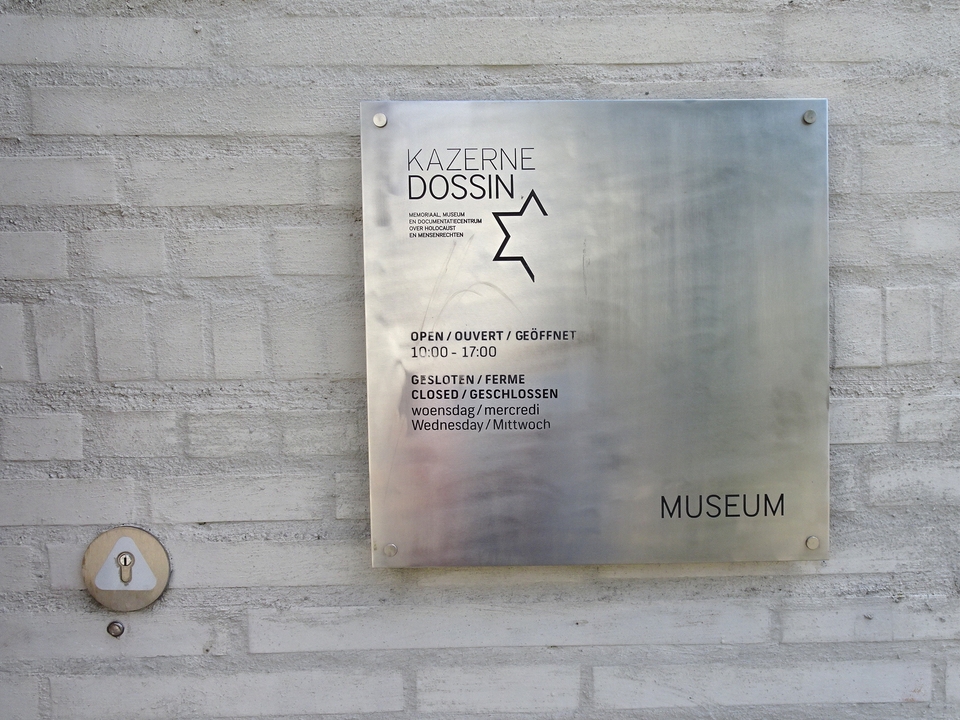 KAZERNE
DOSSIN
MEMORIAAL, MUSEUM
EN DOCUMENTATIECENTRUM
OVER HOLOCAUST
EN MENSENRECHTEN
OPEN / OUVERT / GEÖFFNET
10:00 - 17:00
GESLOTEN / FERME
CLOSED / GESCHLOSSEN
woensdag / mercredi
Wednesday / Mittwoch
MUSEUM